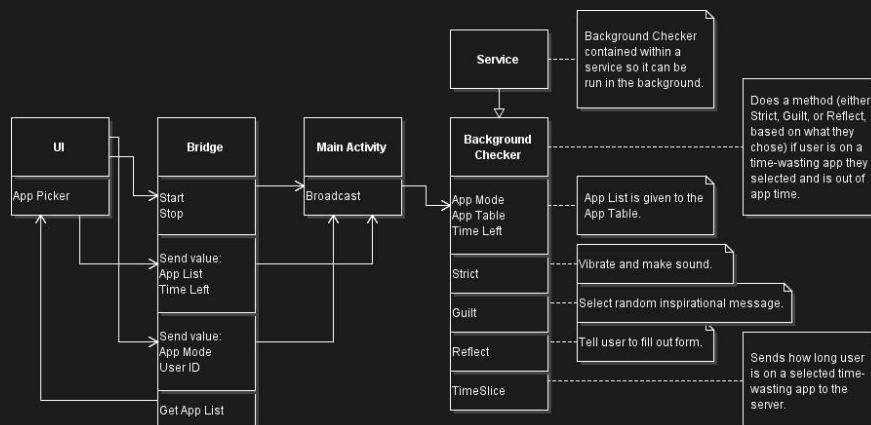 UI
App Picker
Bridge
Start
Stop
Send value:
App List
Time Left
Send value:
App Mode
User ID
Get App List
Main Activity
Broadcast
Service
Background
Checker
App Mode
App Table
Time Left
Strict
Guilt
Reflect
TimeSlice
Background Checker
contained within a
service so it can be
run in the background.
Does a method (either
Strict, Guilt, or Reflect,
based on what they
chose) if user is on a
time-wasting app they
selected and is out of
app time.
App List is given to the
App Table.
Vibrate and make sound.
Select random inspirational message.
Tell user to fill out form.
Sends how long user
is on a selected time-
wasting app to the
server.